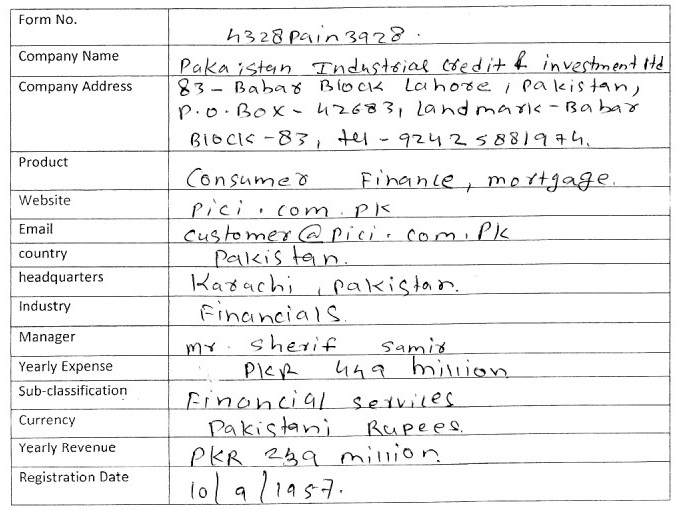 Form No. 4328Pain3928.
Company Name Pakaistan Industrial Credit & investment ltd
Company Address 83 - Babar Block Lahore, Pakistan,
P.O.Box - 42683, Landmark - Babar
Block - 83, tel - 92425881974.
Product Consumer Finance, mortgage.
Website Pici.com.pk
Email customer@pici.com.pk
country Pakistan.
headquarters Karachi, Pakistan.
Industry Financials.
Manager mr. Sherif Samir
Yearly Expense PKR 449 million
Sub-classification Financial services
Currency Pakistani Rupees.
Yearly Revenue PKR 239 million.
Registration Date 10/9/1957.